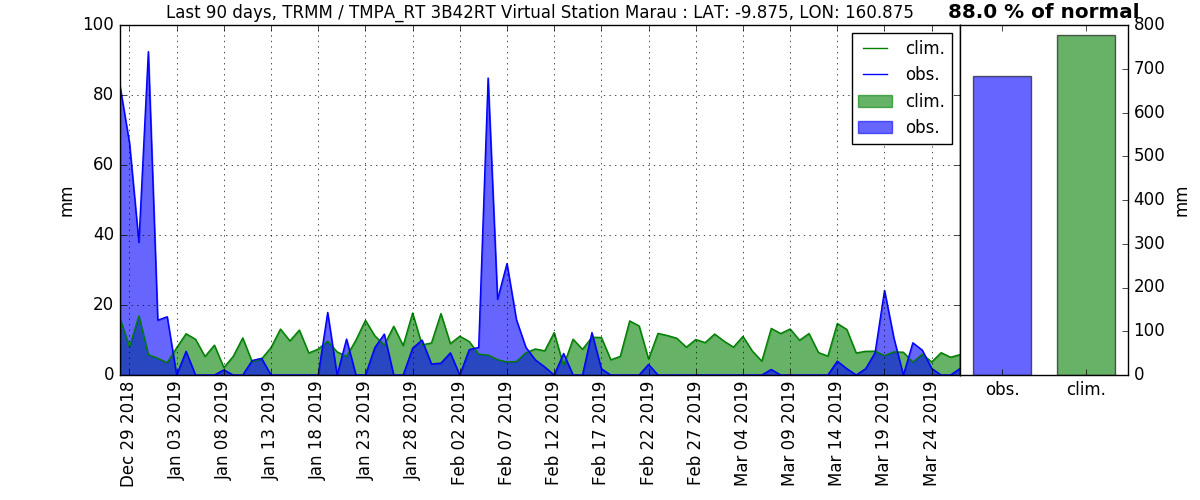 Last 90 days, TRMM / TMPA_RT 3B42RT Virtual Station Marau : LAT: -9.875, LON: 160.875
88.0 % of normal
100
80
60
40
20
0
mm
clim.
obs.
clim.
obs.
800
700
600
500
400
300
200
100
0
mm
obs.
clim.
Dec 29 2018
Jan 03 2019
Jan 08 2019
Jan 13 2019
Jan 18 2019
Jan 23 2019
Jan 28 2019
Feb 02 2019
Feb 07 2019
Feb 12 2019
Feb 17 2019
Feb 22 2019
Feb 27 2019
Mar 04 2019
Mar 09 2019
Mar 14 2019
Mar 19 2019
Mar 24 2019